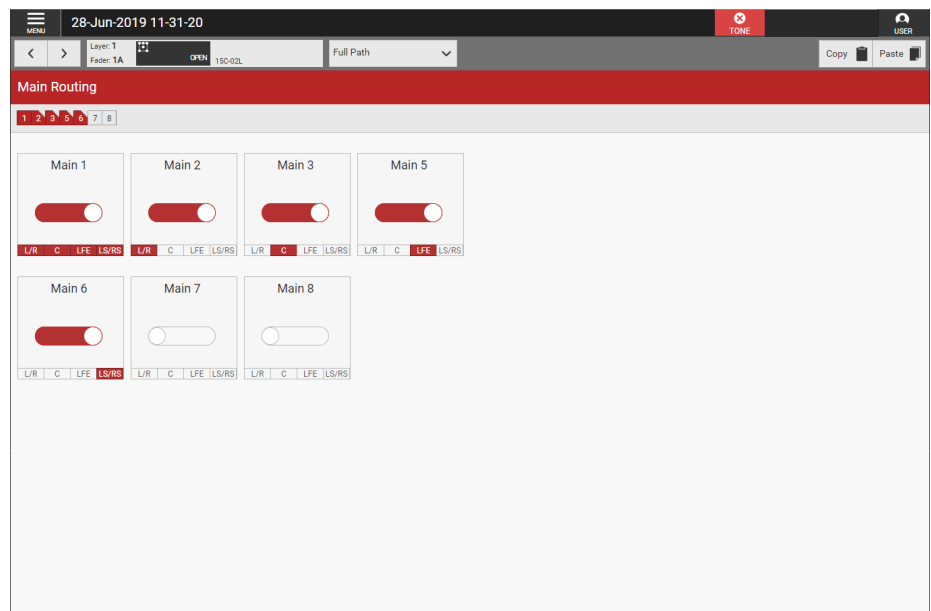 MENU 28-Jun-2019 11-31-20 TONE USER
Layer: 1
Fader: 1A OPEN 15C-02L Full Path Copy Paste
Main Routing
1 2 3 5 6 7 8
Main 1 Main 2 Main 3 Main 5
L/R C LFE LS/RS L/R C LFE LS/RS L/R C LFE LS/RS L/R C LFE LS/RS
Main 6 Main 7 Main 8
L/R C LFE LS/RS L/R C LFE LS/RS L/R C LFE LS/RS